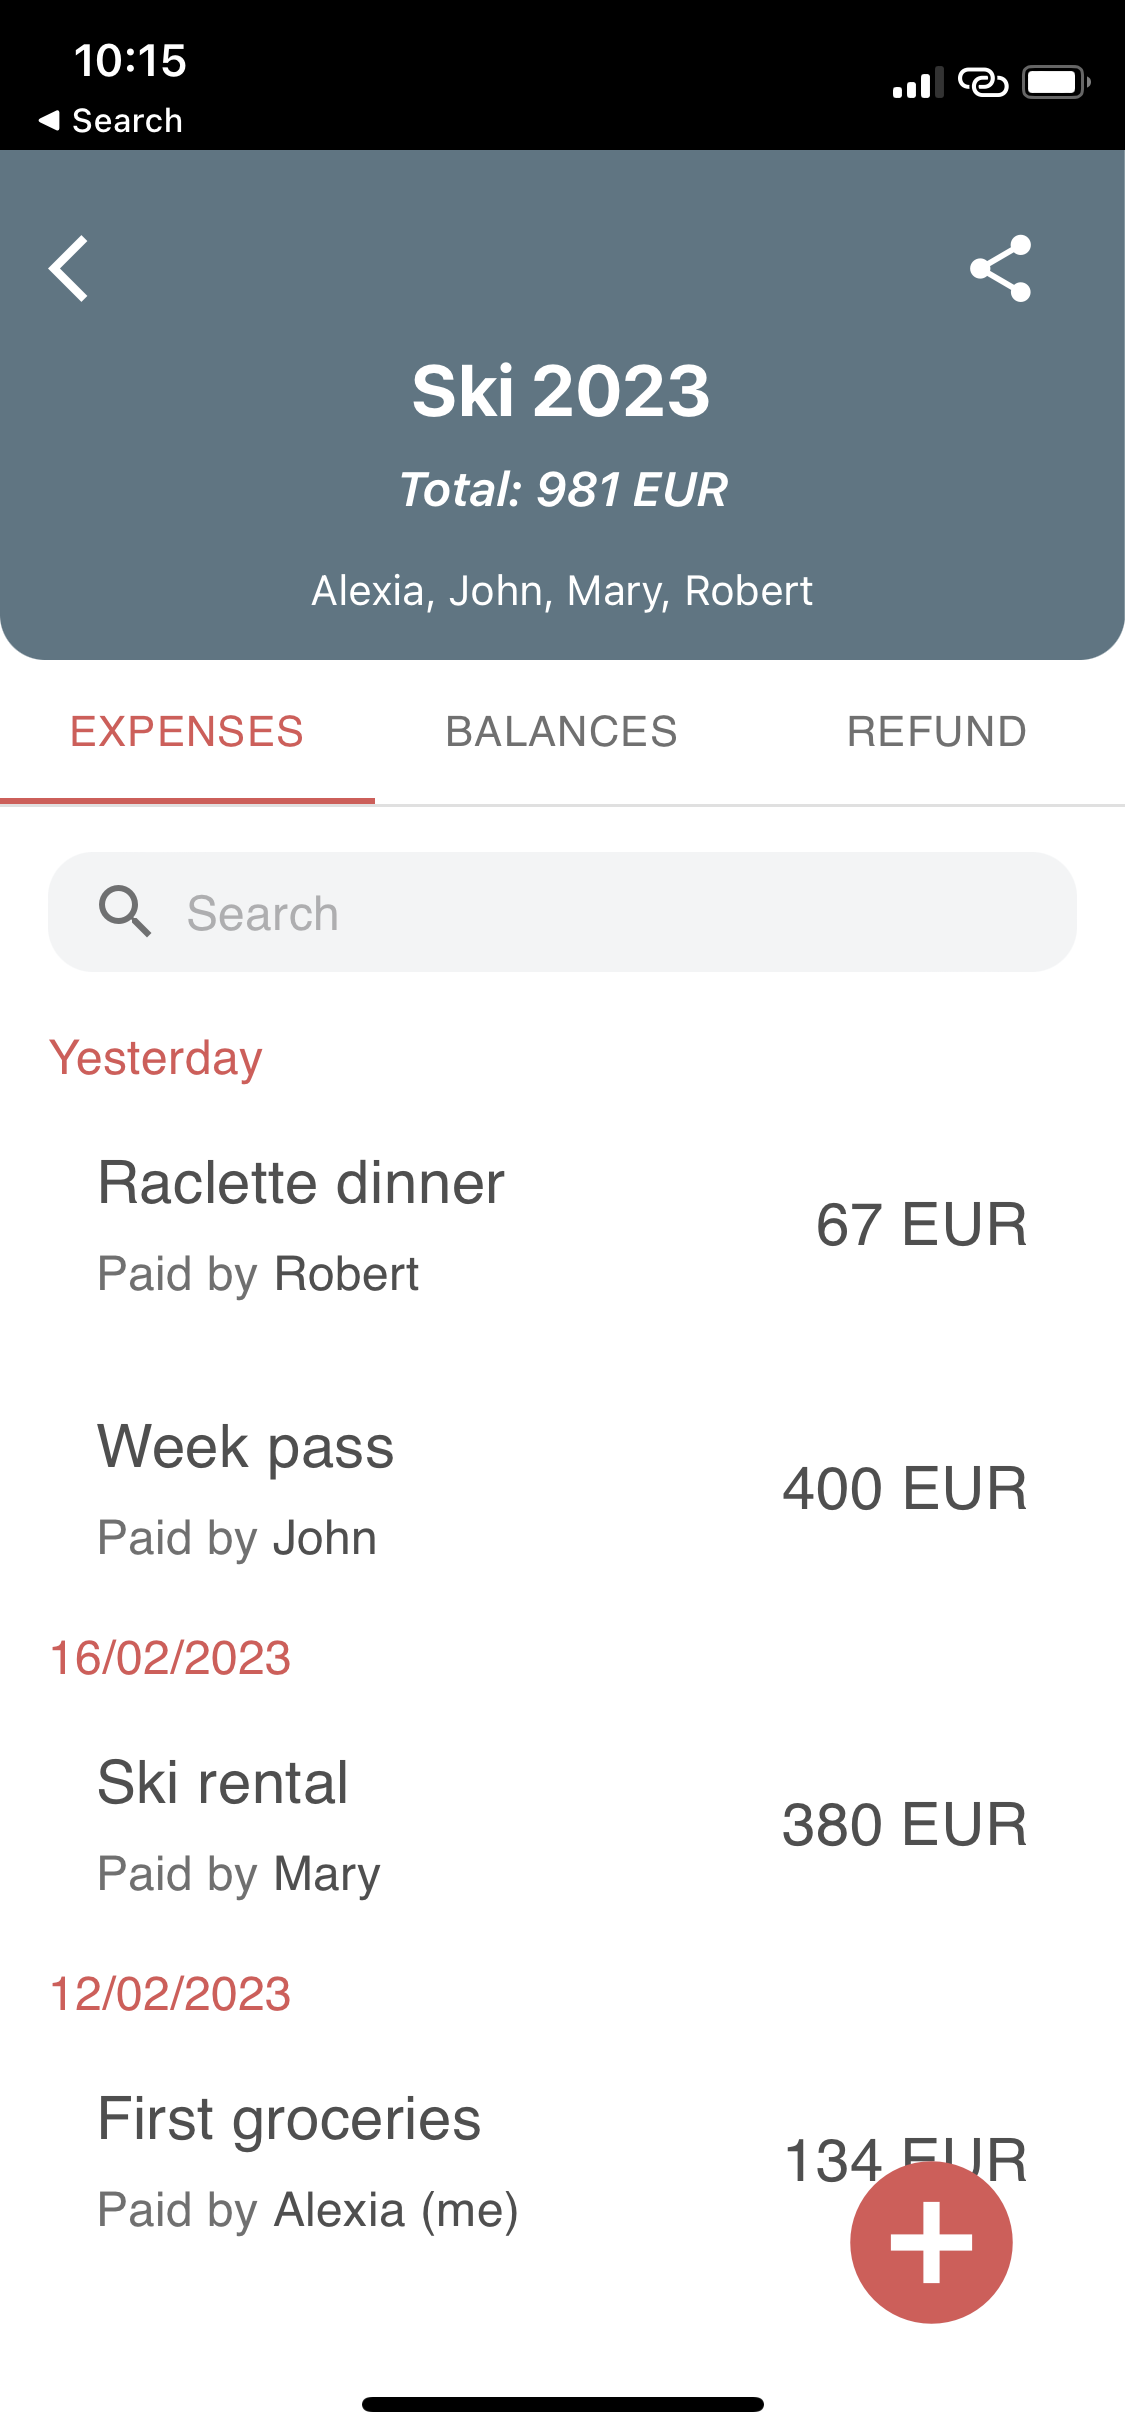 10:15
◀ Search
Ski 2023
Total: 981 EUR
Alexia, John, Mary, Robert
EXPENSES BALANCES REFUND
Search
Yesterday
Raclette dinner
67 EUR
Paid by Robert
Week pass
400 EUR
Paid by John
16/02/2023
Ski rental
380 EUR
Paid by Mary
12/02/2023
First groceries
134 EUR
Paid by Alexia (me)